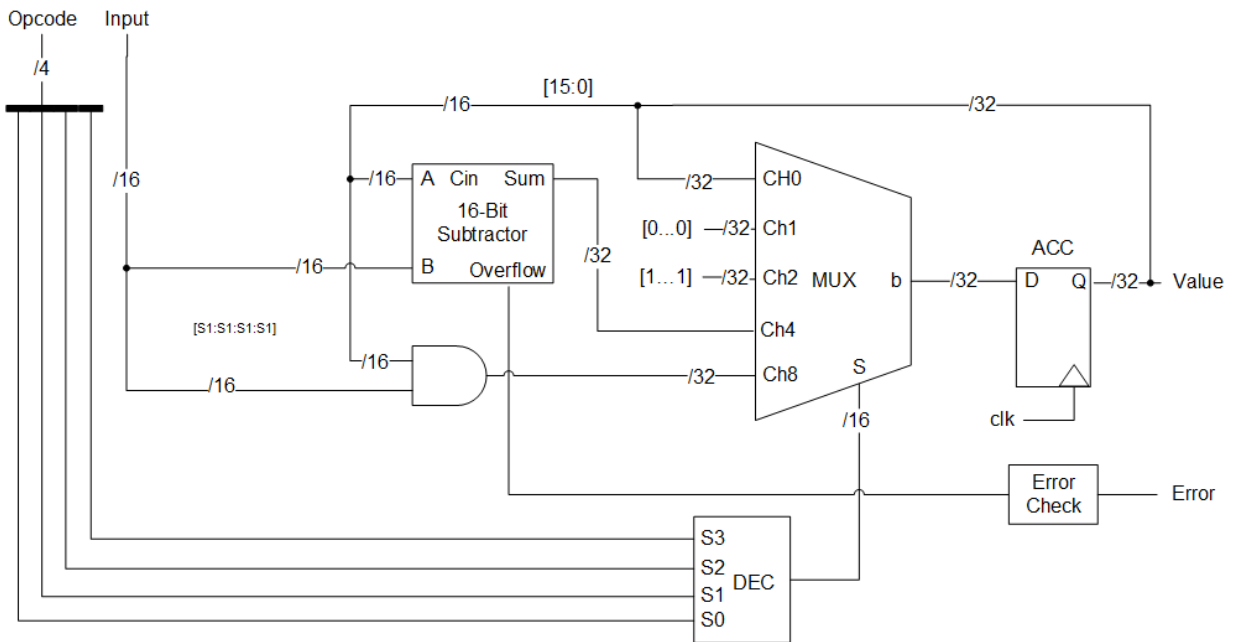 Opcode Input
/4
[15:0]
/16
/32
/16
/16
A Cin Sum
16-Bit
Subtractor
B
Overflow
/16
/32
/32
CH0
[0...0]
/32
Ch1
[1...1]
/32
Ch2
MUX
b
Ch4
Ch8
S
/32
ACC
D Q
/32
Value
[S1:S1:S1:S1]
/16
/16
/32
/16
clk
Error
Check
Error
S3
S2
DEC
S1
S0